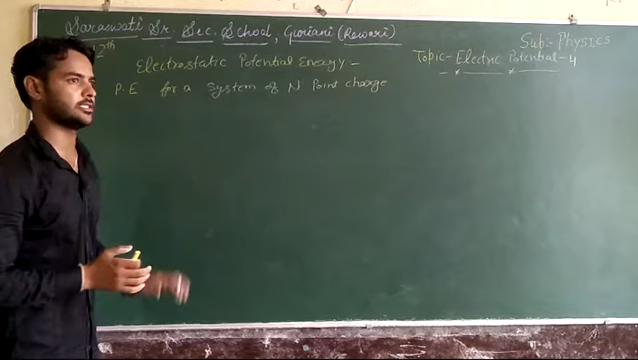 Saraswati Sr. Sec. School, Guriani (Rewari)
Sub:- Physics
12th
Topic- Electric Potential-4
Electrostatic Potential Energy -
P.E for a System of N Point charge